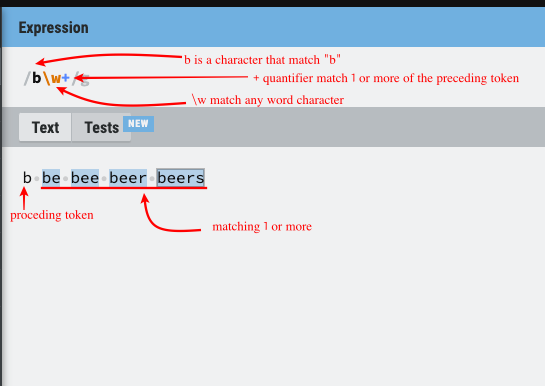 Expression
b is a character that match "b"
/b\w+/g
+ quantifier match 1 or more of the preceding token
\w match any word character
Text Tests NEW
b be bee beer beers
proceding token
matching 1 or more